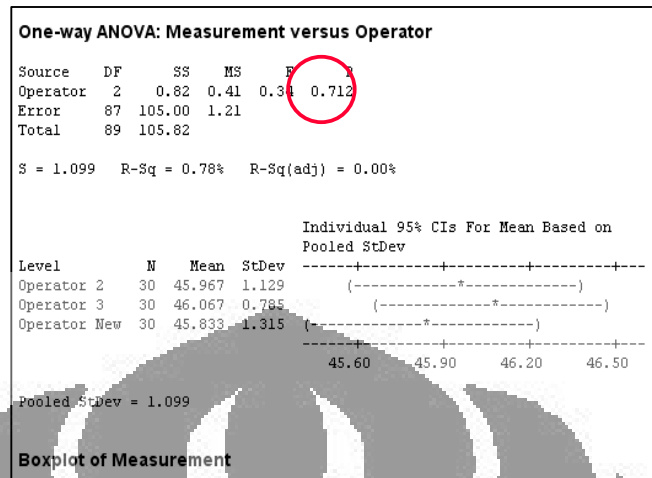 One-way ANOVA: Measurement versus Operator
Source DF SS MS F P
Operator 2 0.82 0.41 0.34 0.712
Error 87 105.00 1.21
Total 89 105.82
S = 1.099 R-Sq = 0.78% R-Sq(adj) = 0.00%
Individual 95% CIs For Mean Based on
Pooled StDev
Level N Mean StDev ------+---------+---------+---------+---
Operator 2 30 45.967 1.129 (------------*-------------)
Operator 3 30 46.067 0.785 (-------------*------------)
Operator New 30 45.833 1.315 (-------------*------------)
------+---------+---------+---------+---
45.60 45.90 46.20 46.50
Pooled StDev = 1.099
Boxplot of Measurement